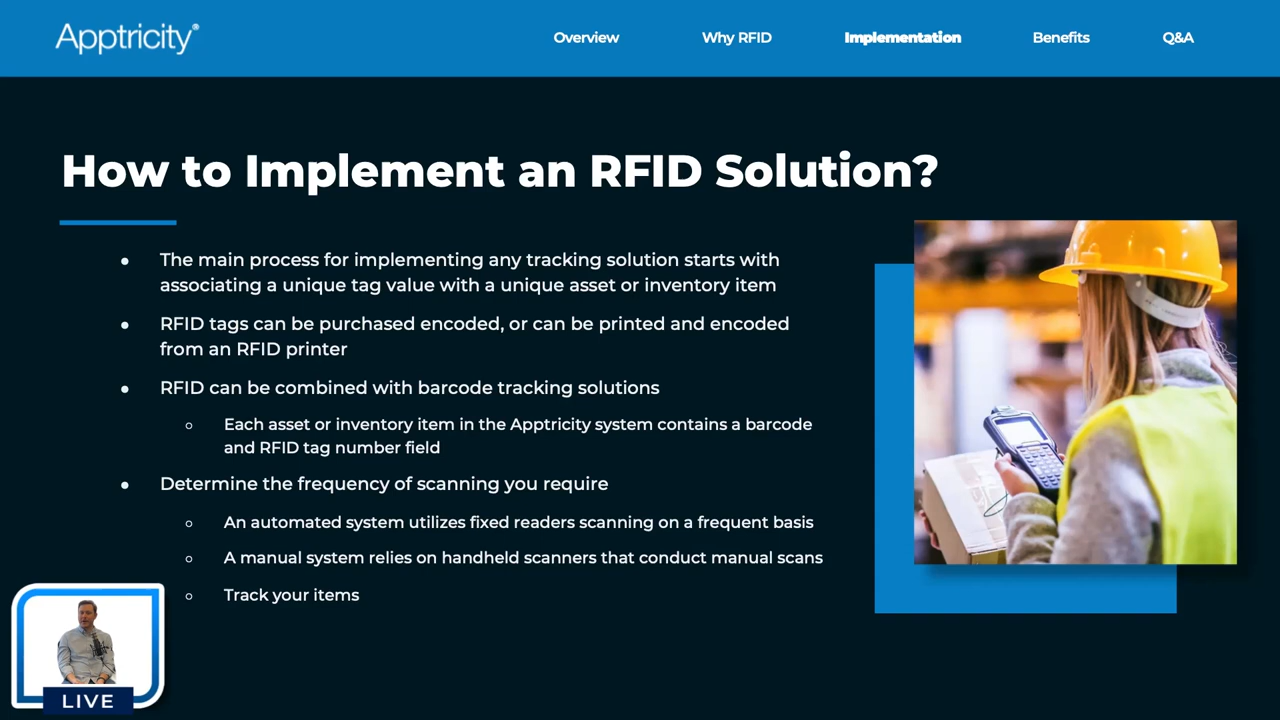 Apptricity®
Overview
Why RFID
Implementation
Benefits
Q&A
How to Implement an RFID Solution?
● The main process for implementing any tracking solution starts with
associating a unique tag value with a unique asset or inventory item
● RFID tags can be purchased encoded, or can be printed and encoded
from an RFID printer
● RFID can be combined with barcode tracking solutions
○ Each asset or inventory item in the Apptricity system contains a barcode
and RFID tag number field
● Determine the frequency of scanning you require
○ An automated system utilizes fixed readers scanning on a frequent basis
○ A manual system relies on handheld scanners that conduct manual scans
○ Track your items
LIVE